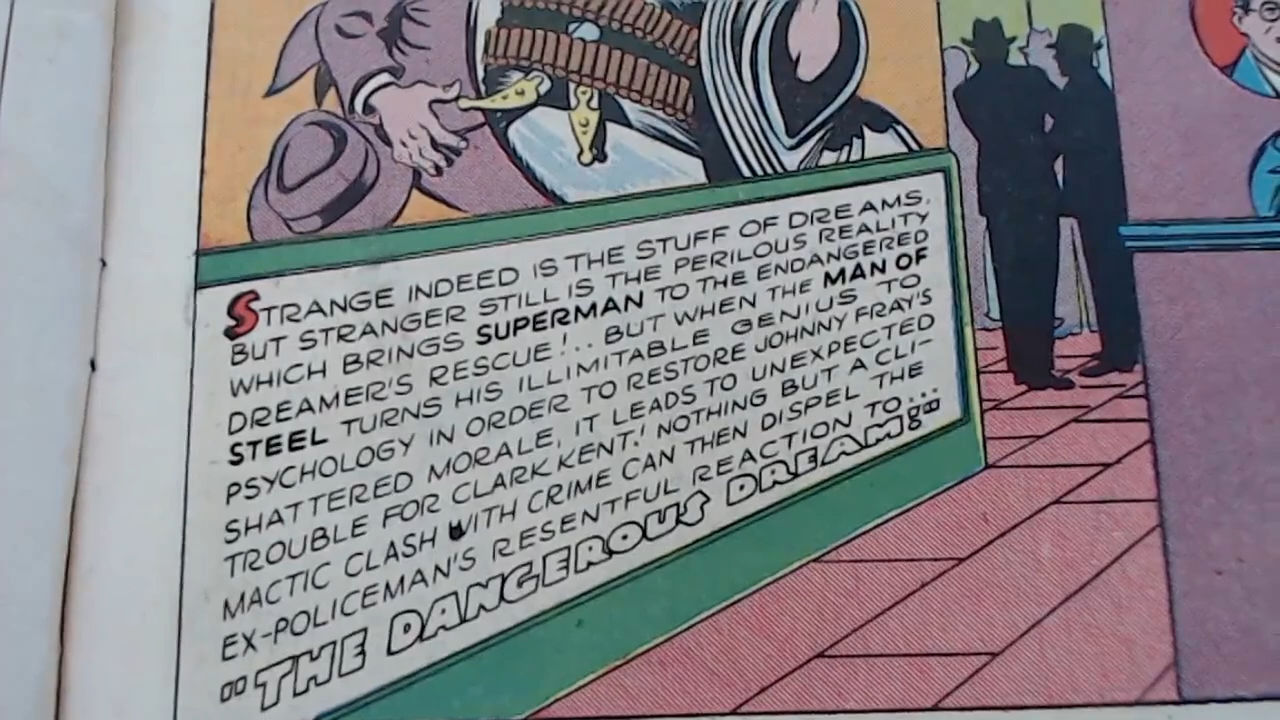 STRANGE INDEED IS THE STUFF OF DREAMS.
BUT STRANGER STILL IS THE PERILOUS REALITY
WHICH BRINGS SUPERMAN TO THE ENDANGERED
DREAMER'S RESCUE!.. BUT WHEN THE MAN OF
STEEL TURNS HIS ILLIMITABLE GENIUS TO
PSYCHOLOGY IN ORDER TO RESTORE JOHNNY FRAY'S
SHATTERED MORALE, IT LEADS TO UNEXPECTED
TROUBLE FOR CLARK KENT! NOTHING BUT A CLI-
MACTIC CLASH WITH CRIME CAN THEN DISPEL THE
EX-POLICEMAN'S RESENTFUL REACTION TO...
"THE DANGEROUS DREAM!"